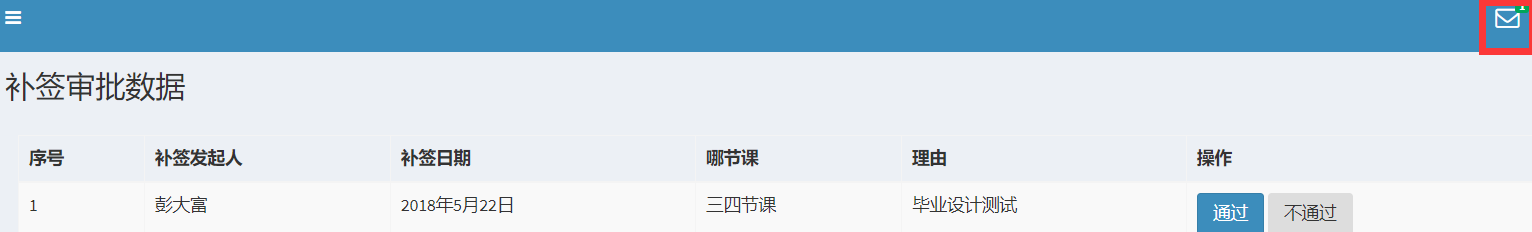 补签审批数据
序号 补签发起人 补签日期 哪节课 理由 操作
1 彭大富 2018年5月22日 三四节课 毕业设计测试 通过 不通过